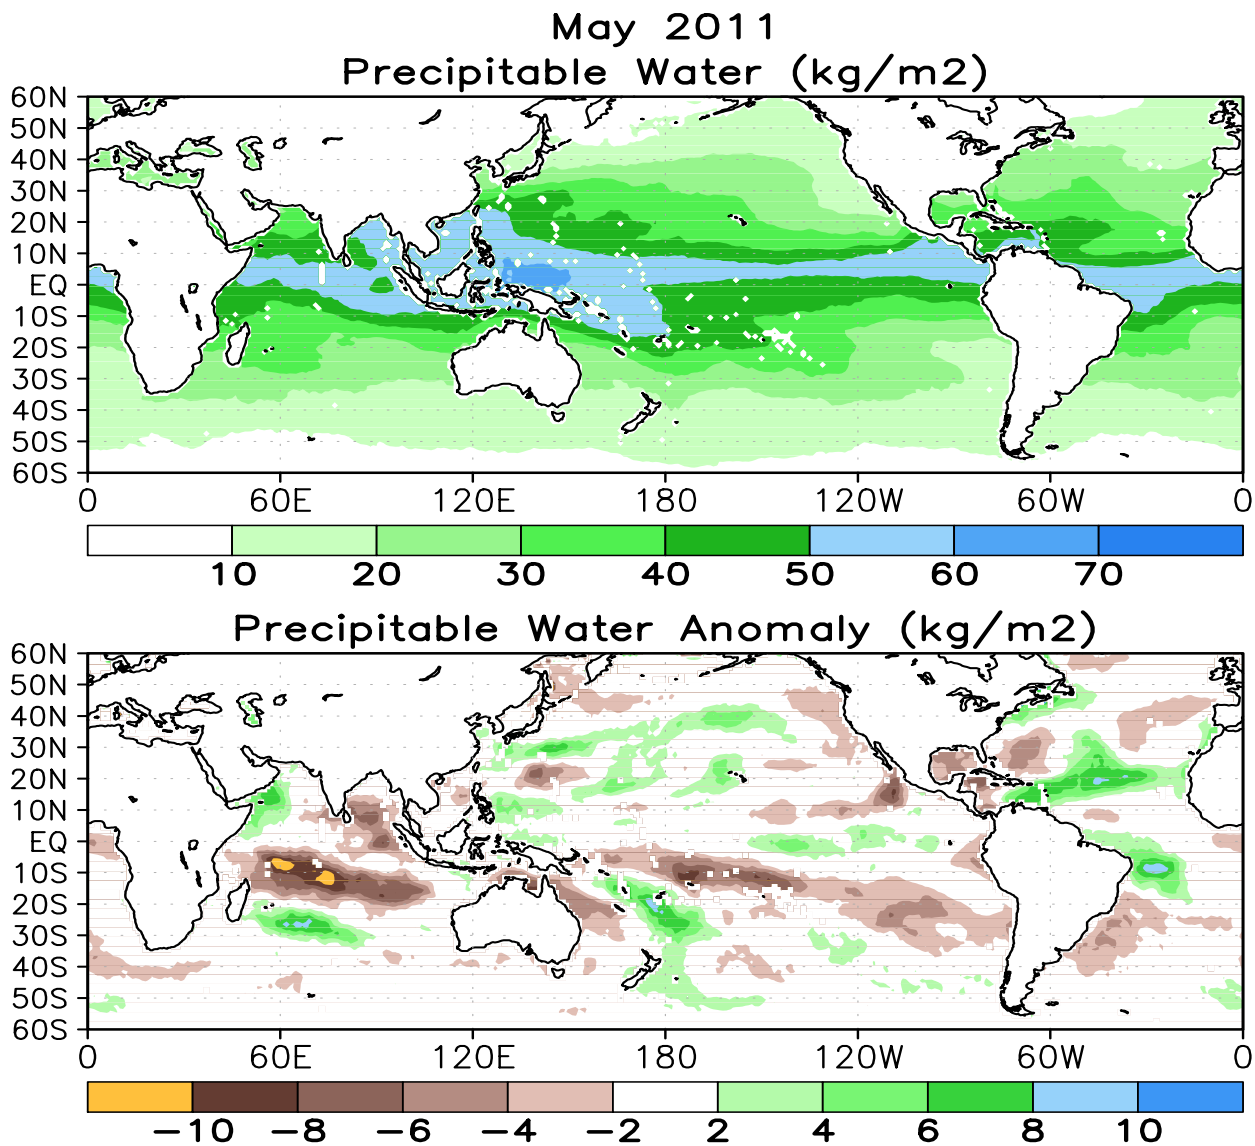 May 2011
Precipitable Water (kg/m2)
60N
50N
40N
30N
20N
10N
EQ
10S
20S
30S
40S
50S
60S
0 60E 120E 180 120W 60W 0
10 20 30 40 50 60 70
Precipitable Water Anomaly (kg/m2)
60N
50N
40N
30N
20N
10N
EQ
10S
20S
30S
40S
50S
60S
0 60E 120E 180 120W 60W 0
−10 −8 −6 −4 −2 2 4 6 8 10